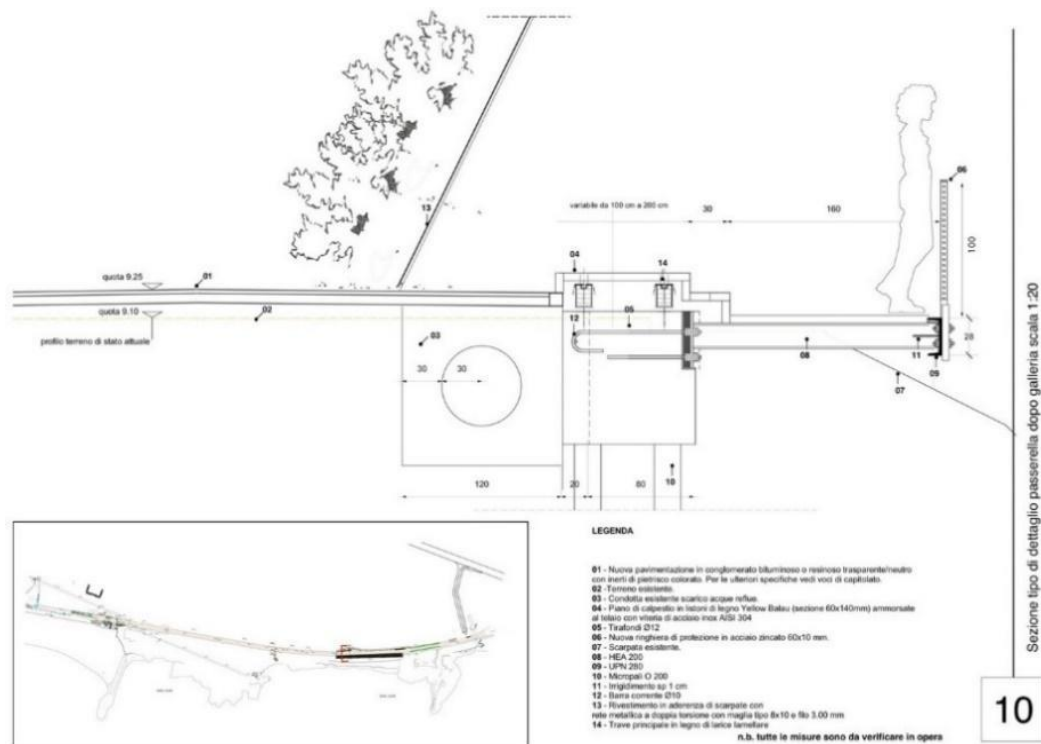 06
13
variabile da 100 cm a 200 cm
30
160
100
quota 9.25
01
04
14
quota 9.10
02
12
05
profilo terreno di stato attuale
03
08
11
28
09
30
30
07
10
120
20
80
Sezione tipo di dettaglio passerella dopo galleria scala 1:20
LEGENDA
01 - Nuova pavimentazione in conglomerato bituminoso o resinoso trasparente/neutro
con inerti di pietrisco colorato. Per le ulteriori specifiche vedi voci di capitolato.
02 - Terreno esistente.
03 - Condotta esistente scarico acque reflue.
04 - Piano di calpestio in listoni di legno Yellow Balau (sezione 60x140mm) ammorsate
al telaio con viteria di acciaio inox AISI 304
05 - Tirafondi Ø12
06 - Nuova ringhiera di protezione in acciaio zincato 60x10 mm.
07 - Scarpata esistente.
08 - HEA 200
09 - UPN 280
10 - Micropali O 200
11 - Irrigidimento sp 1 cm
12 - Barra corrente Ø10
13 - Rivestimento in aderenza di scarpate con
rete metallica a doppia torsione con maglia tipo 8x10 e filo 3.00 mm
14 - Trave principale in legno di larice lamellare
n.b. tutte le misure sono da verificare in opera
10